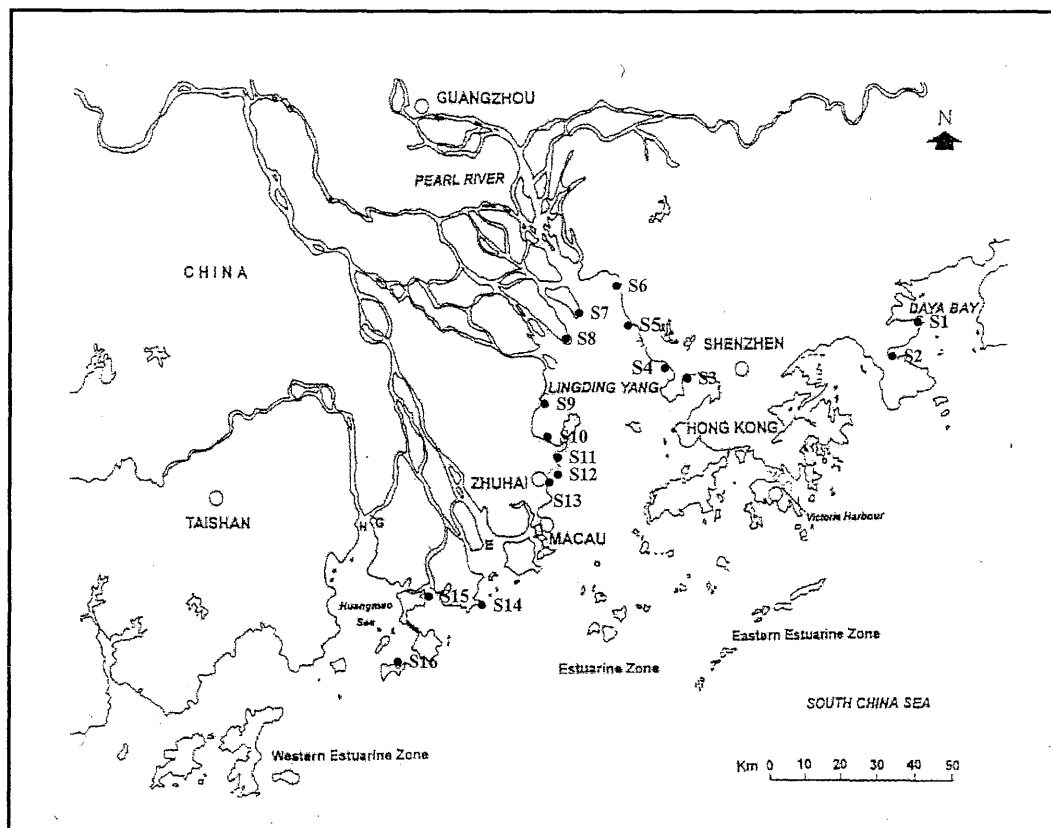 GUANGZHOU
N
PEARL RIVER
CHINA
S6
DAYA BAY
S7
S1
S5
S8
SHENZHEN
S2
S4
S3
LINGDING YANG
S9
HONG KONG
S10
S11
ZHUHAI
S12
S13
TAISHAN
Victoria Harbour
H G
MACAU
E
S15
Huangmao
Sea
S14
Eastern Estuarine Zone
S16
Estuarine Zone
SOUTH CHINA SEA
Western Estuarine Zone
Km 0 10 20 30 40 50